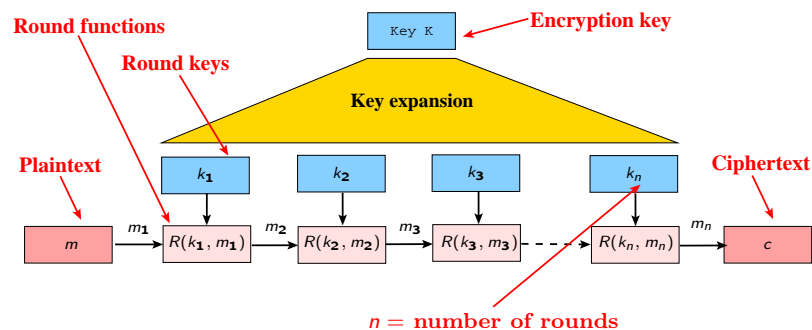 Round functions
Key K
Encryption key
Round keys
Key expansion
Plaintext
Ciphertext
k₁
k₂
k₃
kₙ
m
m₁
R(k₁, m₁)
m₂
R(k₂, m₂)
m₃
R(k₃, m₃)
R(kₙ, mₙ)
mₙ
c
n = number of rounds